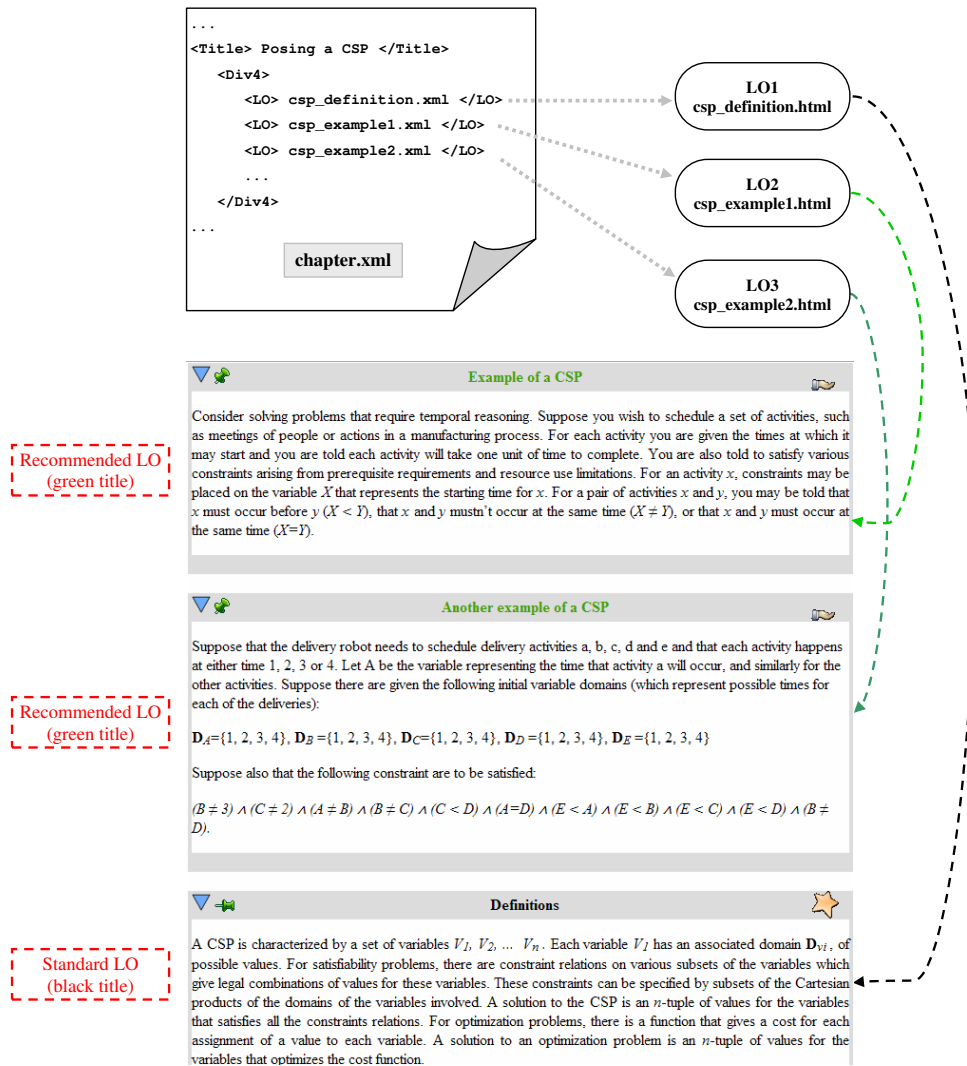 ...
<Title> Posing a CSP </Title>
<Div4>
<LO> csp_definition.xml </LO>
<LO> csp_example1.xml </LO>
<LO> csp_example2.xml </LO>
...
</Div4>
...
chapter.xml
LO1
csp_definition.html
LO2
csp_example1.html
LO3
csp_example2.html
Example of a CSP
Consider solving problems that require temporal reasoning. Suppose you wish to schedule a set of activities, such
as meetings of people or actions in a manufacturing process. For each activity you are given the times at which it
may start and you are told each activity will take one unit of time to complete. You are also told to satisfy various
constraints arising from prerequisite requirements and resource use limitations. For an activity x, constraints may be
placed on the variable X that represents the starting time for x. For a pair of activities x and y, you may be told that
x must occur before y (X < Y), that x and y mustn't occur at the same time (X ≠ Y), or that x and y must occur at
the same time (X=Y).
Recommended LO
(green title)
Another example of a CSP
Suppose that the delivery robot needs to schedule delivery activities a, b, c, d and e and that each activity happens
at either time 1, 2, 3 or 4. Let A be the variable representing the time that activity a will occur, and similarly for the
other activities. Suppose there are given the following initial variable domains (which represent possible times for
each of the deliveries):
D_A={1, 2, 3, 4}, D_B ={1, 2, 3, 4}, D_C={1, 2, 3, 4}, D_D ={1, 2, 3, 4}, D_E ={1, 2, 3, 4}
Suppose also that the following constraint are to be satisfied:
(B ≠ 3) ∧ (C ≠ 2) ∧ (A ≠ B) ∧ (B ≠ C) ∧ (C < D) ∧ (A=D) ∧ (E < A) ∧ (E < B) ∧ (E < C) ∧ (E < D) ∧ (B ≠
D).
Recommended LO
(green title)
Definitions
A CSP is characterized by a set of variables V1, V2, ... Vn. Each variable V1 has an associated domain D_vi, of
possible values. For satisfiability problems, there are constraint relations on various subsets of the variables which
give legal combinations of values for these variables. These constraints can be specified by subsets of the Cartesian
products of the domains of the variables involved. A solution to the CSP is an n-tuple of values for the variables
that satisfies all the constraints relations. For optimization problems, there is a function that gives a cost for each
assignment of a value to each variable. A solution to an optimization problem is an n-tuple of values for the
variables that optimizes the cost function.
Standard LO
(black title)